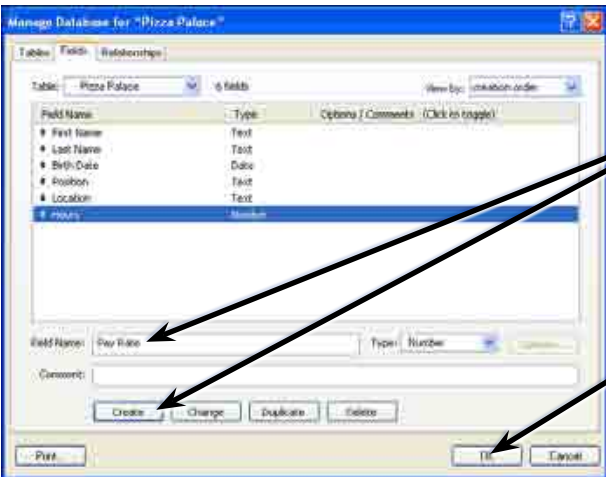 Manage Database for "Pizza Palace"
Tables Fields Relationships
Table: Pizza Palace 6 fields View by: creation order
Field Name Type Options / Comments (Click to toggle)
First Name Text
Last Name Text
Birth Date Date
Position Text
Location Text
Hours Number
Field Name: Pay Rate Type: Number
Comment:
Create Change Duplicate Delete
Print... OK Cancel